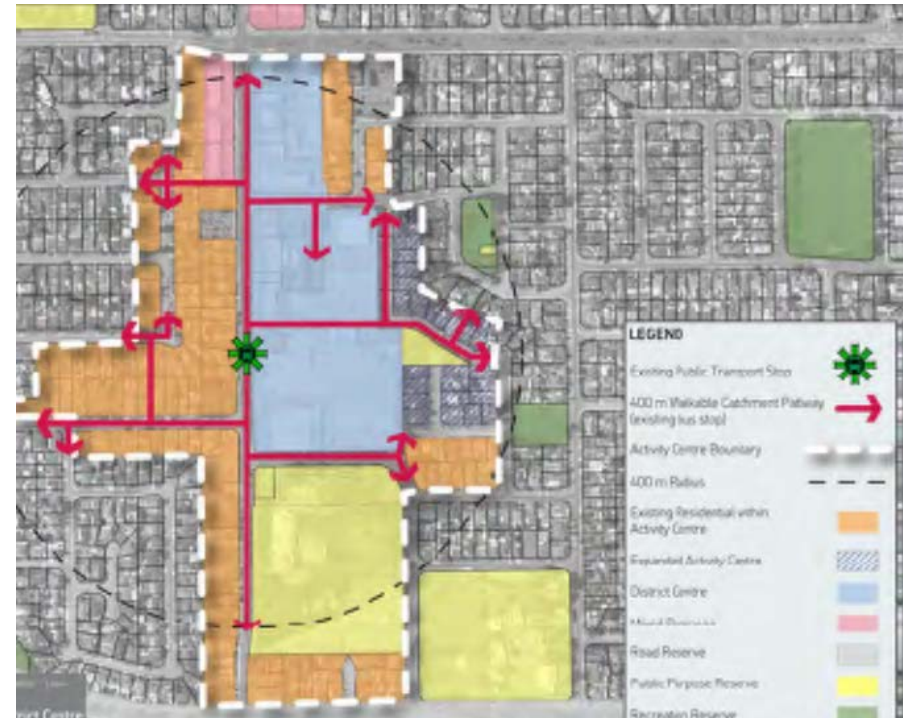 LEGEND
Existing Public Transport Stop
400 m Walkable Catchment Pathway
(existing bus stop)
Activity Centre Boundary
400 m Radius
Existing Residential within
Activity Centre
Expanded Activity Centre
District Centre
Road Reserve
Public Purpose Reserve
Recreation Reserve
Centre